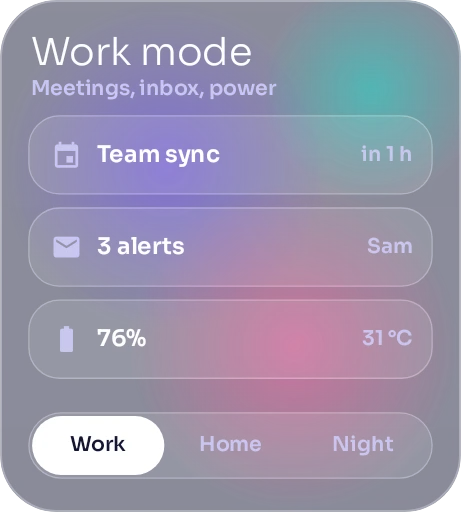 Work mode
Meetings, inbox, power
Team sync in 1 h
3 alerts Sam
76% 31 °C
Work Home Night